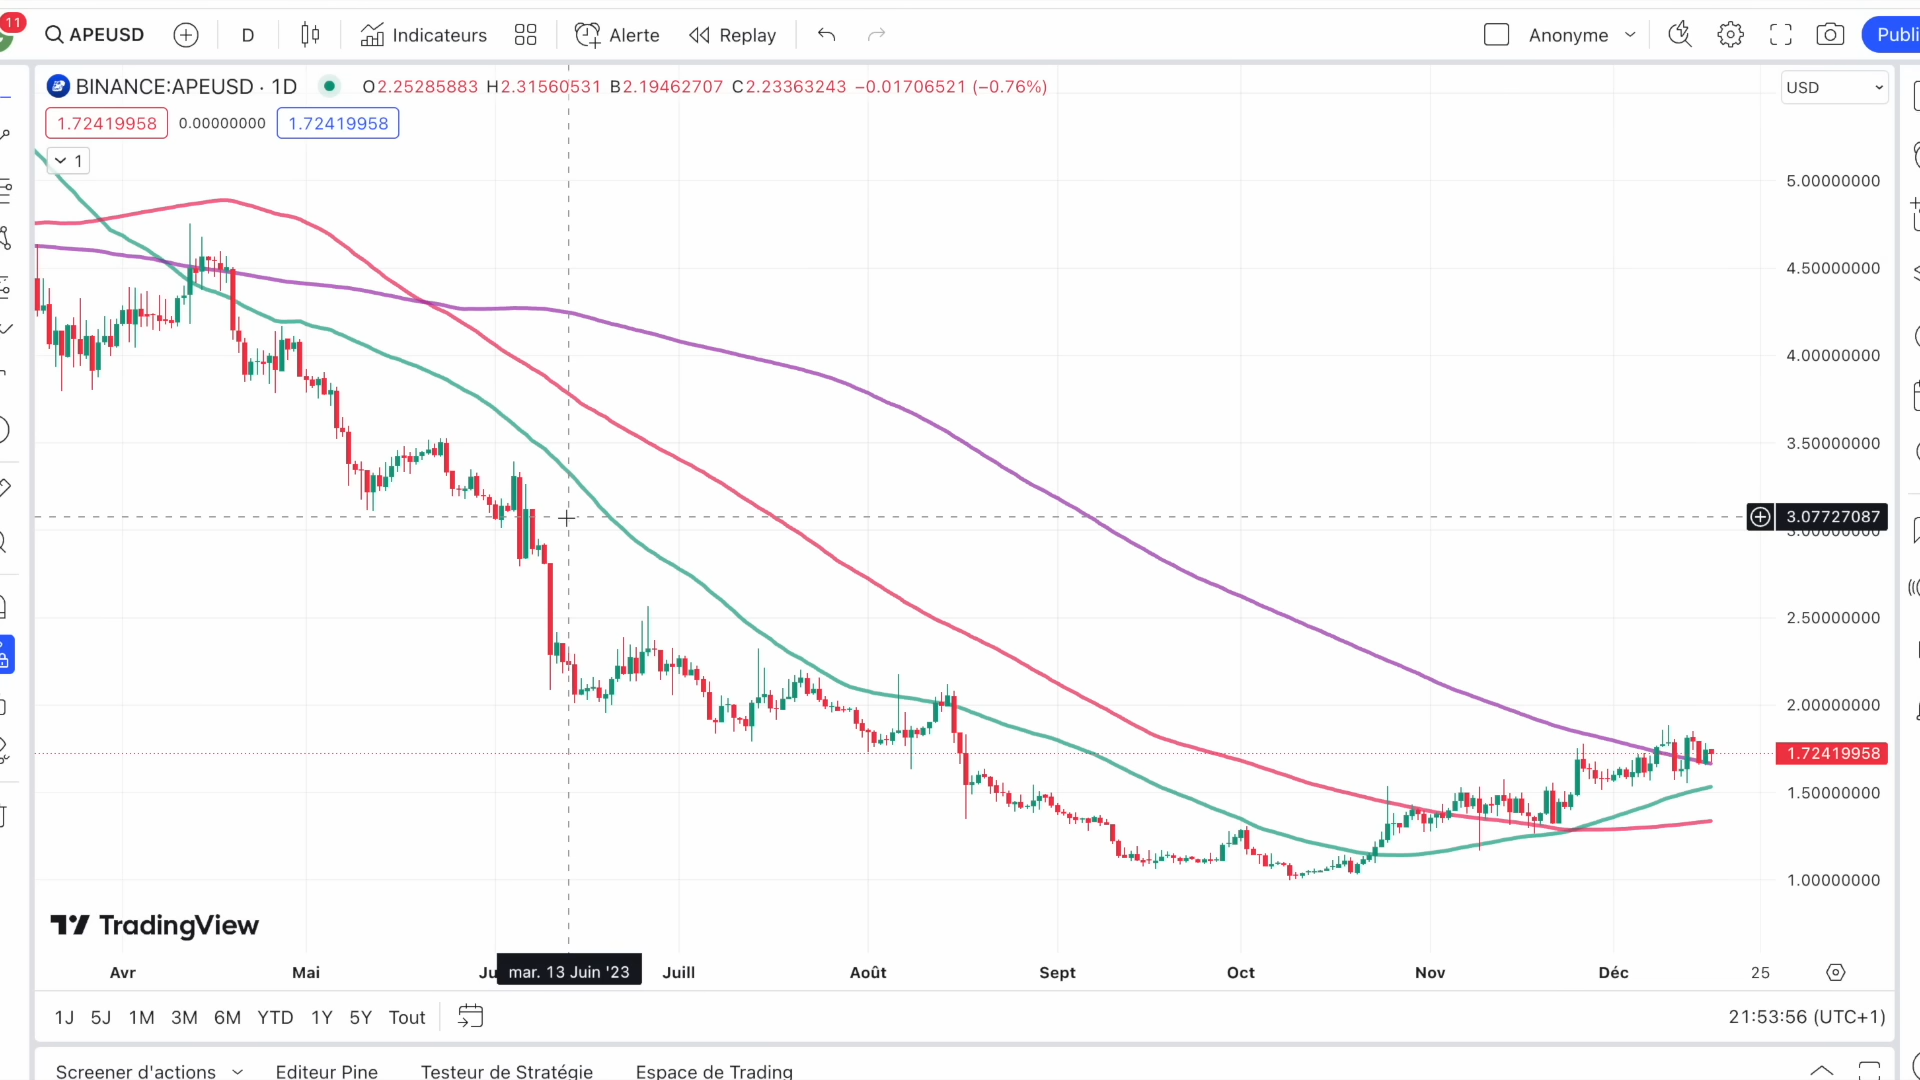 11
APEUSD
D
Indicateurs
Alerte
Replay
Anonyme
Publi
BINANCE:APEUSD · 1D
O2.25285883 H2.31560531 B2.19462707 C2.23363243 −0.01706521 (−0.76%)
USD
1.72419958 0.00000000 1.72419958
1
5.00000000
4.50000000
4.00000000
3.50000000
3.07727087
3.00000000
2.50000000
2.00000000
1.72419958
1.50000000
1.00000000
TradingView
Avr Mai Ju mar. 13 Juin '23 Juill Août Sept Oct Nov Déc 25
1J 5J 1M 3M 6M YTD 1Y 5Y Tout
21:53:56 (UTC+1)
Screener d'actions Editeur Pine Testeur de Stratégie Espace de Trading